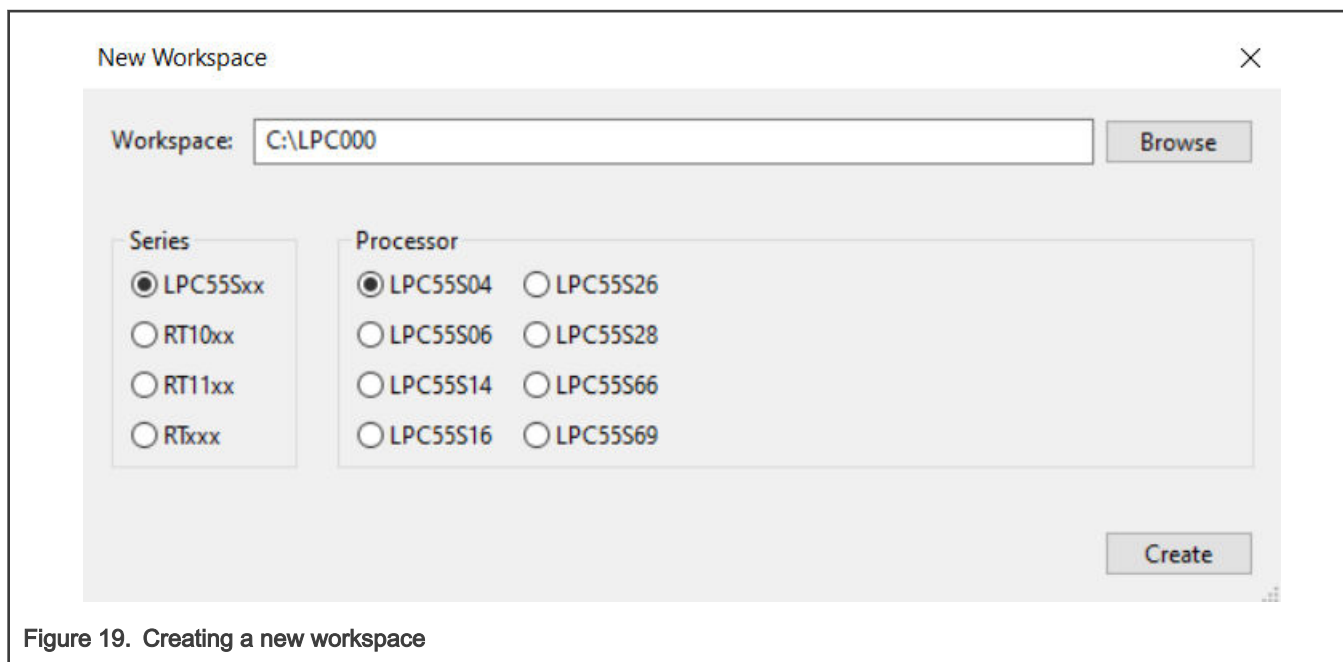 New Workspace
Workspace: C:\LPC000 Browse
Series Processor
LPC55Sxx LPC55S04 LPC55S26
RT10xx LPC55S06 LPC55S28
RT11xx LPC55S14 LPC55S66
RTxxx LPC55S16 LPC55S69
Create
Figure 19. Creating a new workspace